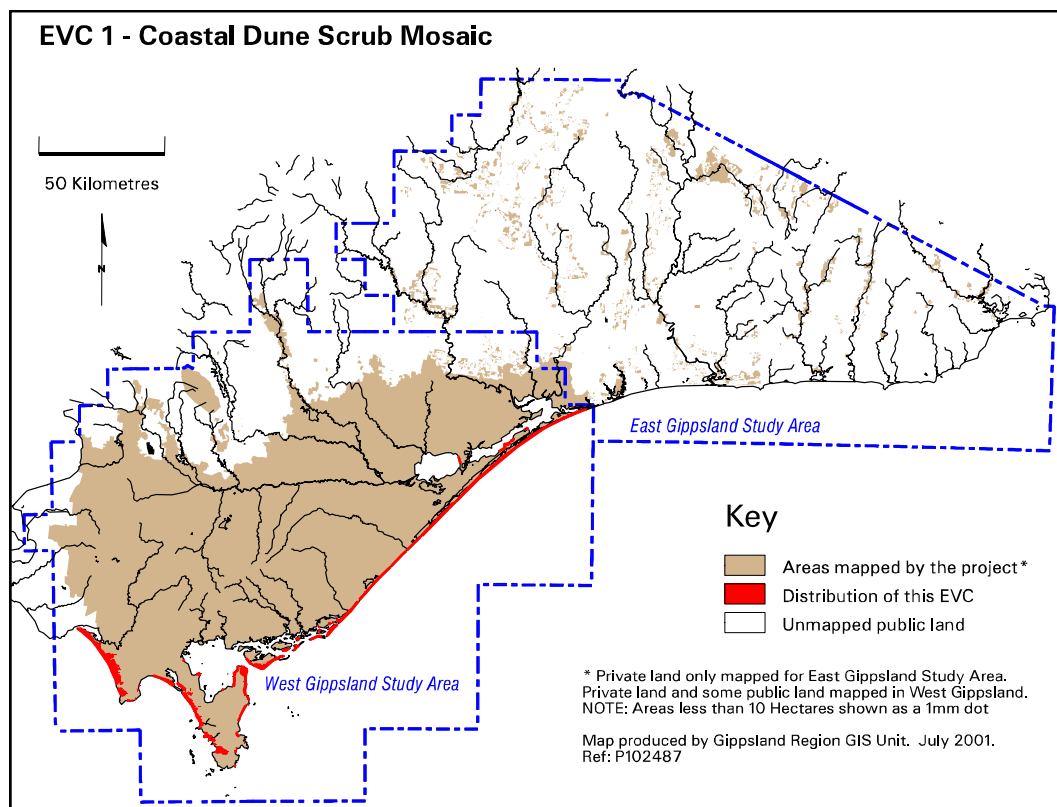 EVC 1 - Coastal Dune Scrub Mosaic
50 Kilometres
N
East Gippsland Study Area
West Gippsland Study Area
Key
Areas mapped by the project*
Distribution of this EVC
Unmapped public land
* Private land only mapped for East Gippsland Study Area.
Private land and some public land mapped in West Gippsland.
NOTE: Areas less than 10 Hectares shown as a 1mm dot
Map produced by Gippsland Region GIS Unit. July 2001.
Ref: P102487